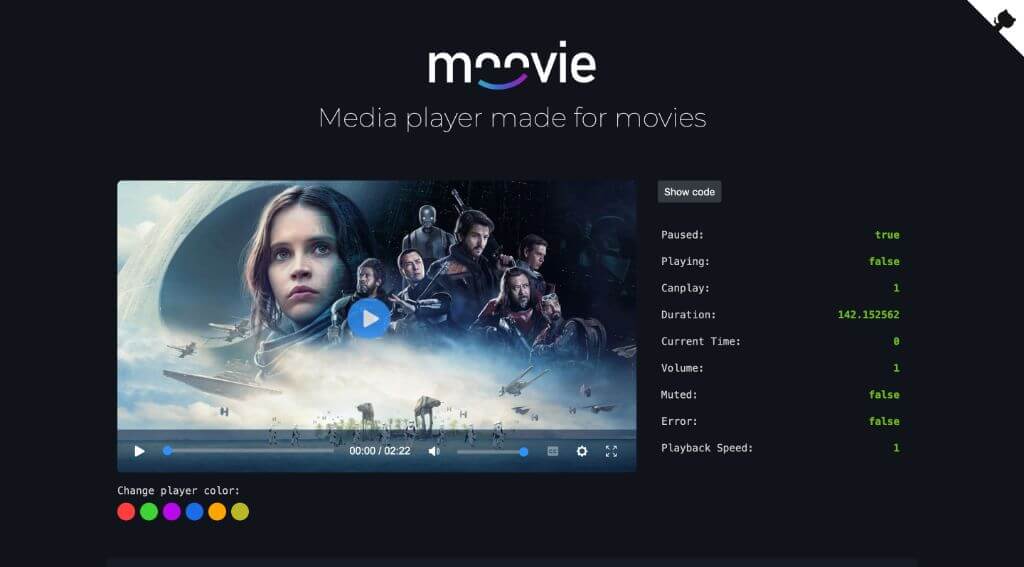 moovie
Media player made for movies
Show code
Paused: true
Playing: false
Canplay: 1
Duration: 142.152562
Current Time: 0
Volume: 1
Muted: false
Error: false
Playback Speed: 1
00:00 / 02:22
CC
Change player color: